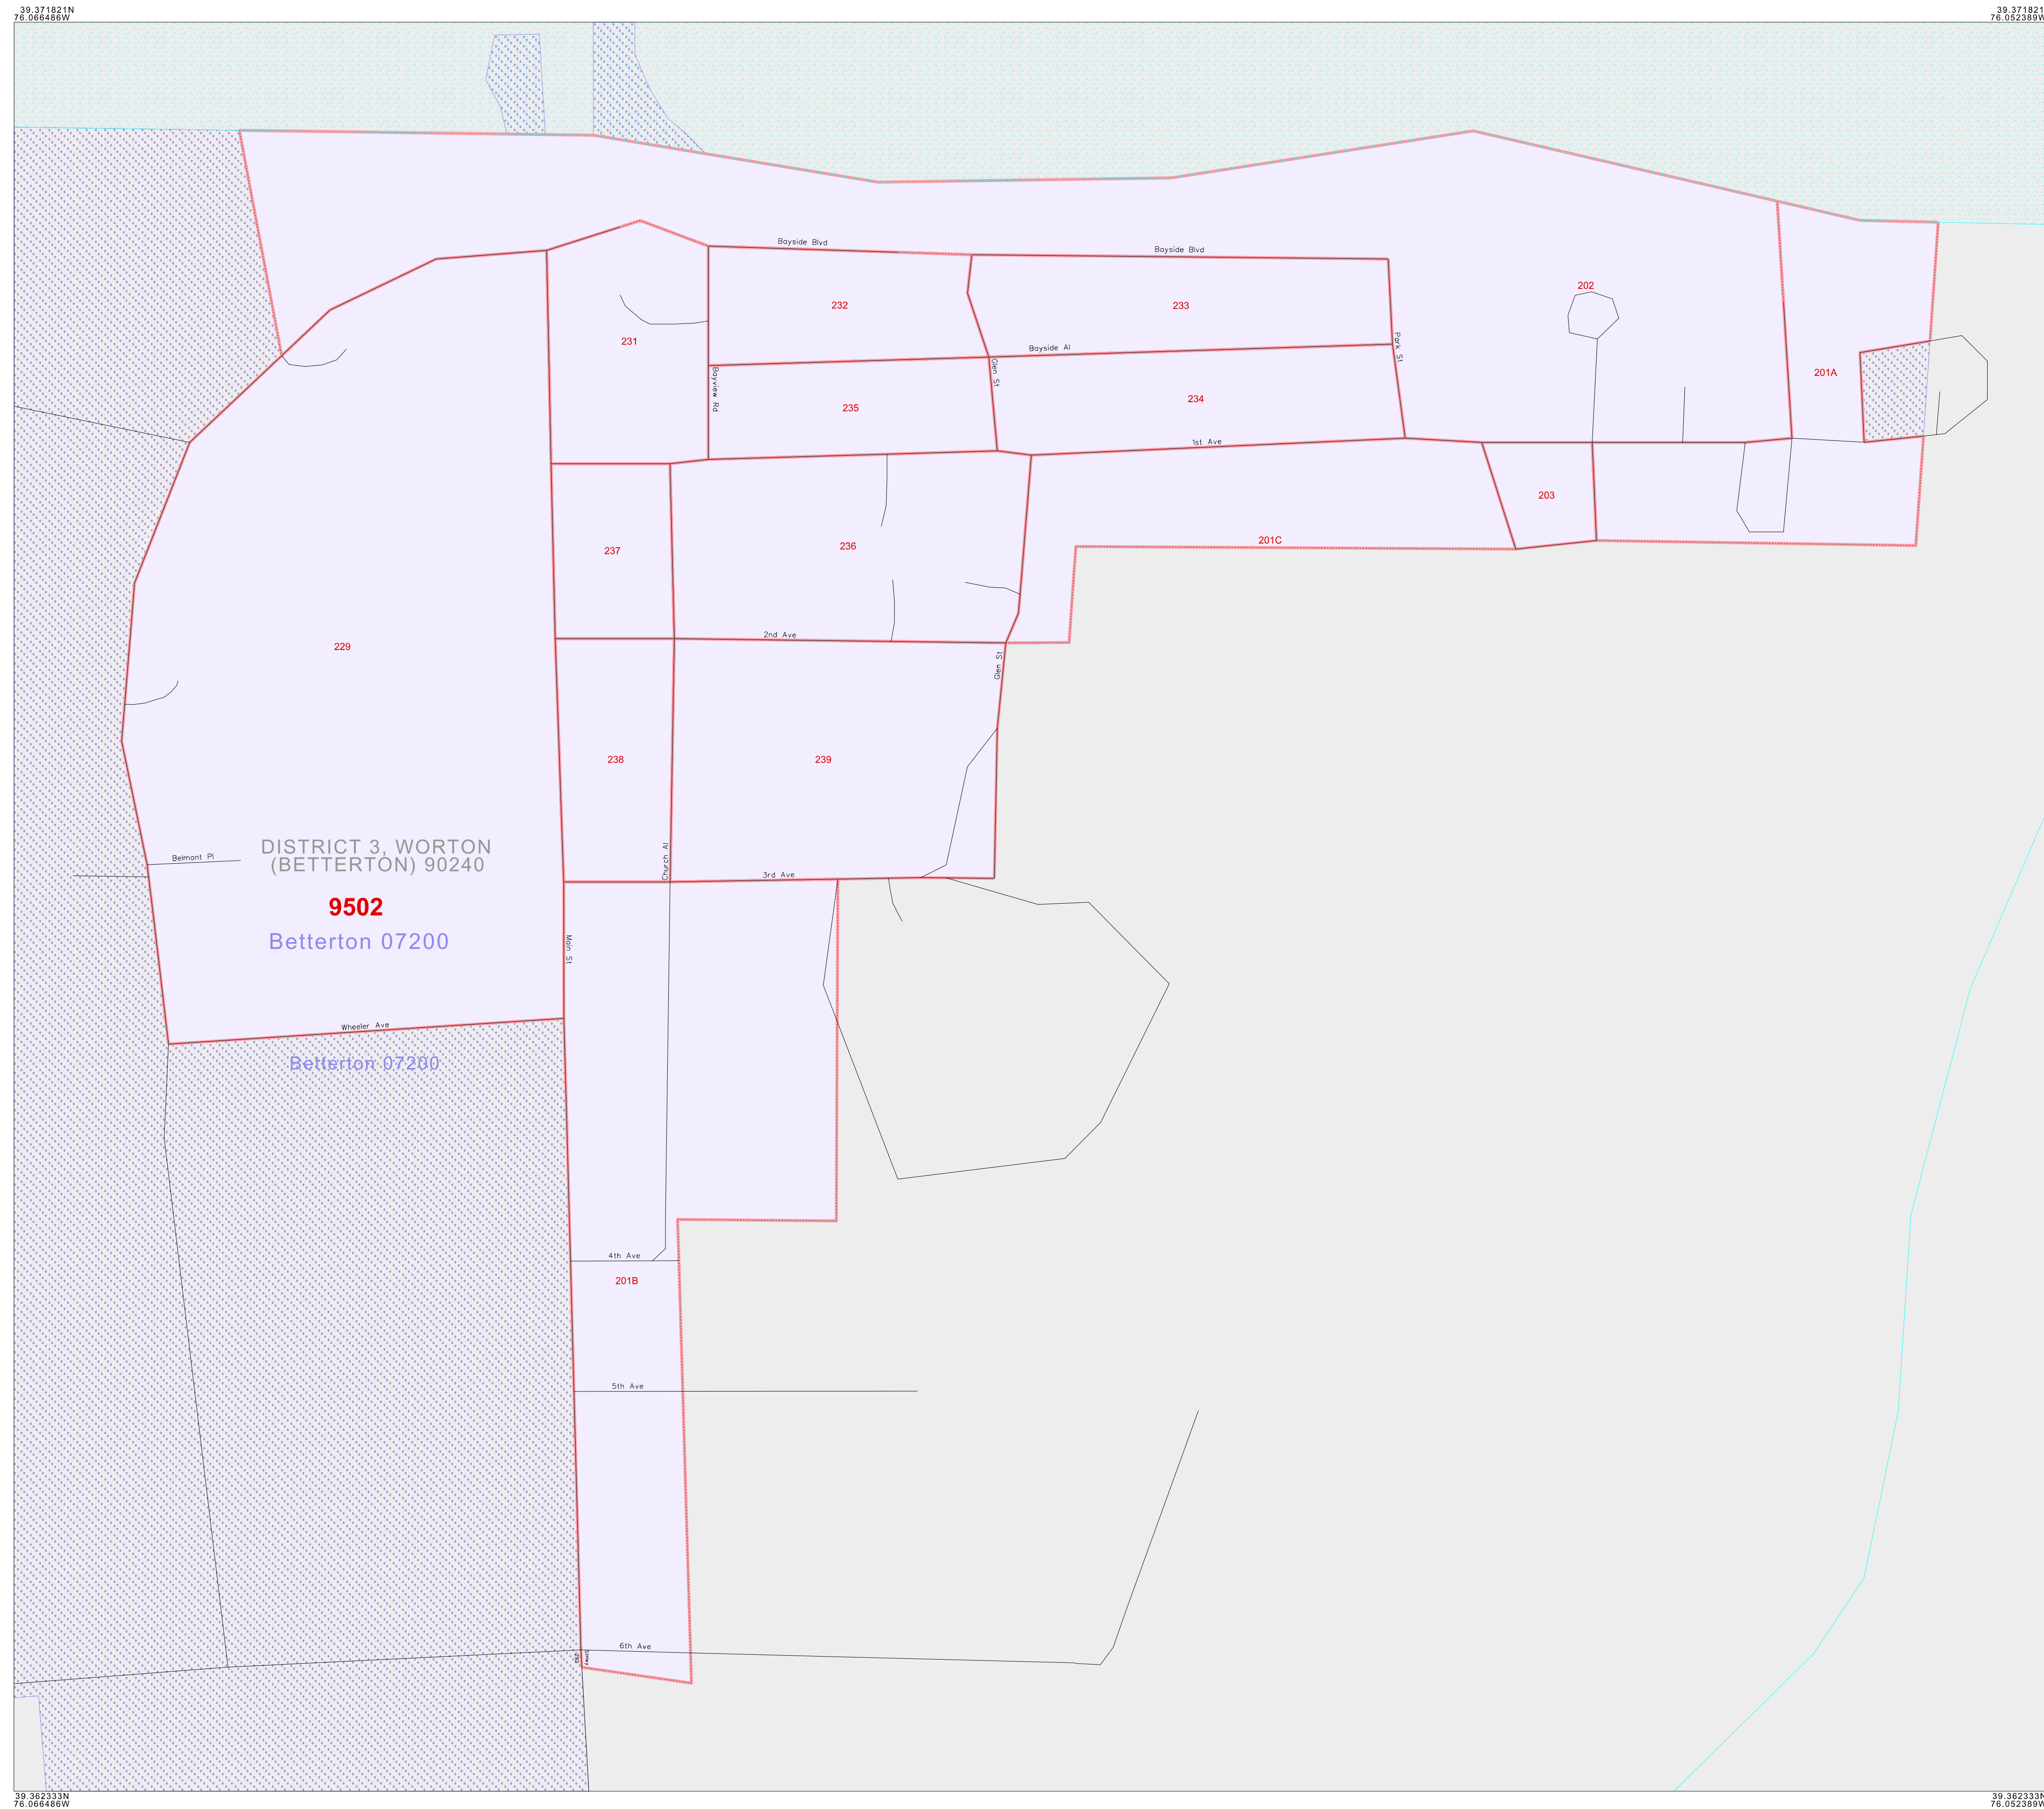 39.371821N
76.066486W
39.371821
76.052389W
Bayside Blvd
Bayside Blvd
202
232
233
231
Park St
Bayside Al
Glen St
201A
Bayview Rd
235
234
1st Ave
203
237
236
201C
2nd Ave
229
Glen St
238
239
DISTRICT 3, WORTON
(BETTERTON) 90240
Belmont Pl
Church Al
3rd Ave
9502
Betterton 07200
Main St
Wheeler Ave
Betterton 07200
4th Ave
201B
5th Ave
6th Ave
39.362333N
76.066486W
39.362333N
76.052389W